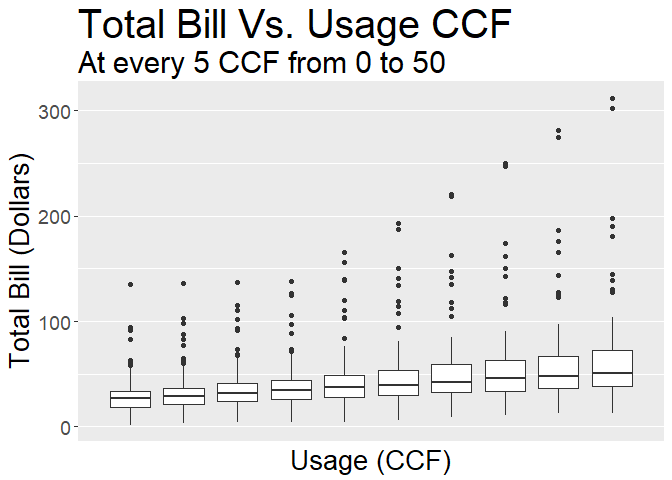 Total Bill Vs. Usage CCF
At every 5 CCF from 0 to 50
Total Bill (Dollars)
300
200
100
0
Usage (CCF)